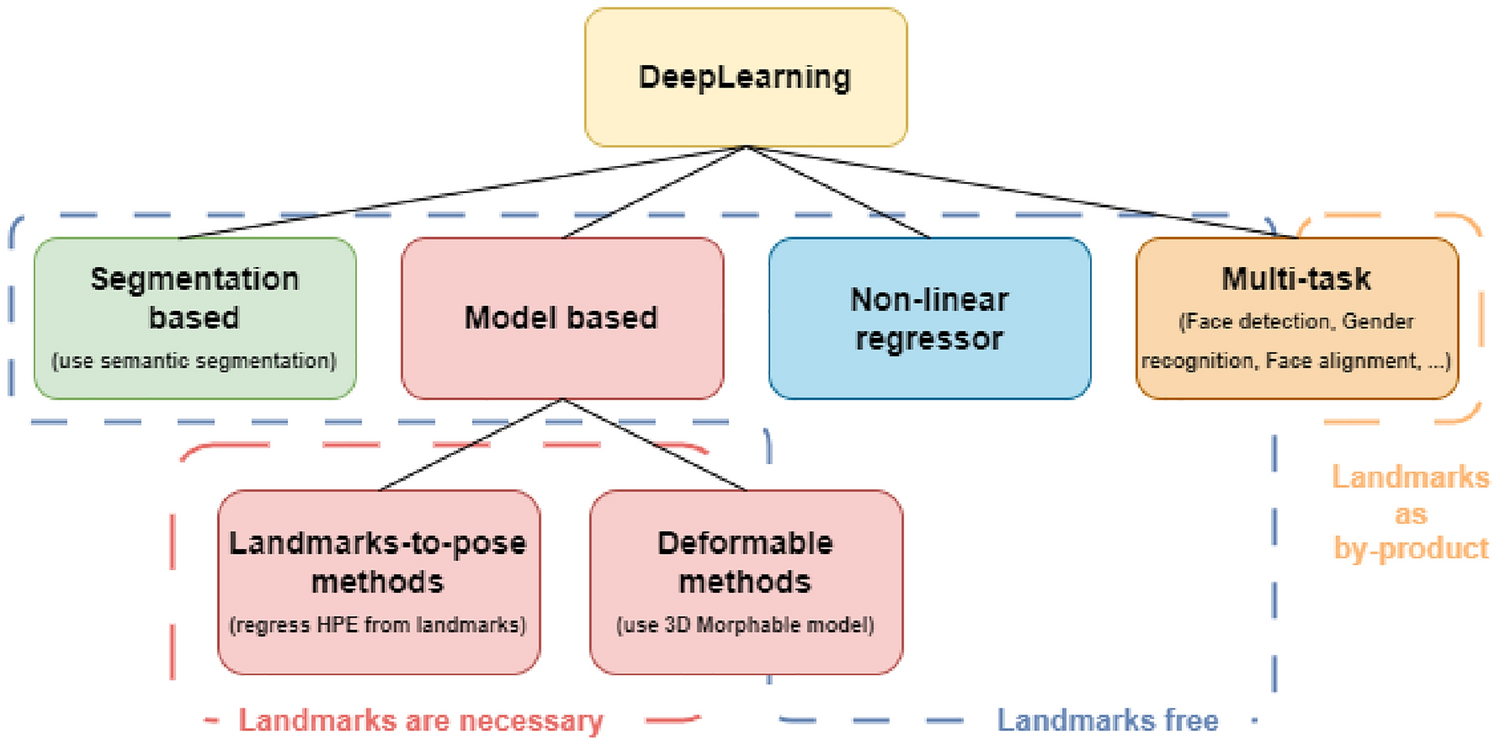 DeepLearning
Segmentation
based
(use semantic segmentation)
Model based
Non-linear
regressor
Multi-task
(Face detection, Gender
recognition, Face alignment, ...)
Landmarks-to-pose
methods
(regress HPE from landmarks)
Deformable
methods
(use 3D Morphable model)
Landmarks
as
by-product
Landmarks are necessary
Landmarks free